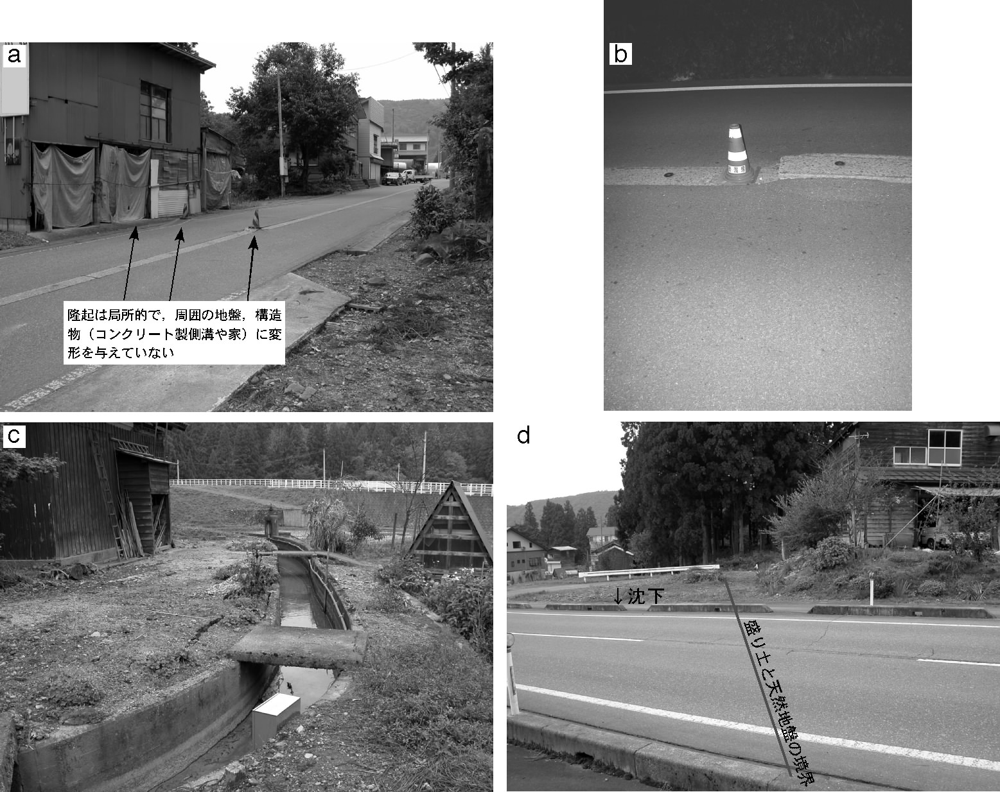 a
b
隆起は局所的で，周囲の地盤，構造
物（コンクリート製側溝や家）に変
形を与えていない
c
d
↓沈下
盛り土と天然地盤の境界